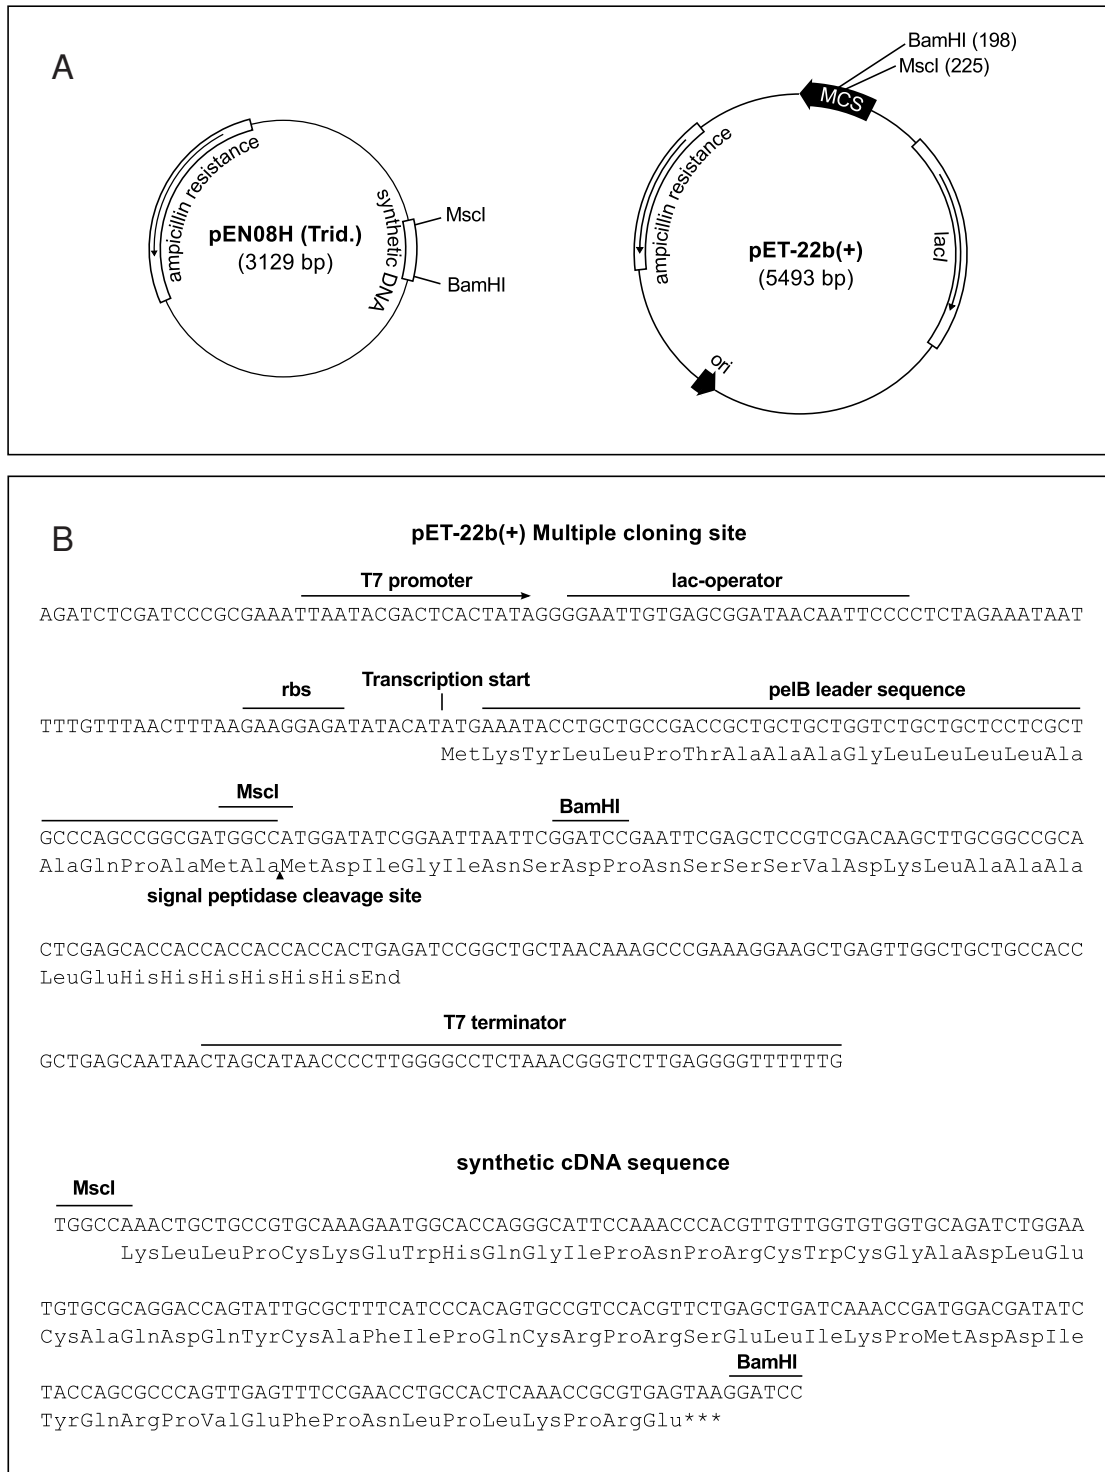 A
BamHI (198)
MscI (225)
MCS
ampicillin resistance
synthetic DNA
MscI
pEN08H (Trid.)
(3129 bp)
BamHI
ampicillin resistance
lacI
pET-22b(+)
(5493 bp)
ori
B
pET-22b(+) Multiple cloning site
T7 promoter lac-operator
AGATCTCGATCCCGCGAAATTAATACGACTCACTATAGGGGAATTGTGAGCGGATAACAATTCCCCTCTAGAAATAAT
rbs Transcription start pelB leader sequence
TTTGTTTAACTTTAAGAAGGAGATATACATATGAAATACCTGCTGCCGACCGCTGCTGCTGGTCTGCTGCTCCTCGCT
MetLysTyrLeuLeuProThrAlaAlaAlaGlyLeuLeuLeuLeuAla
MscI BamHI
GCCCAGCCGGCGATGGCCATGGATATCGGAATTAATTCGGATCCGAATTCGAGCTCCGTCGACAAGCTTGCGGCCGCA
AlaGlnProAlaMetAlaMetAspIleGlyIleAsnSerAspProAsnSerSerSerValAspLysLeuAlaAlaAla
signal peptidase cleavage site
CTCGAGCACCACCACCACCACCACTGAGATCCGGCTGCTAACAAAGCCCGAAAGGAAGCTGAGTTGGCTGCTGCCACC
LeuGluHisHisHisHisHisHisEnd
T7 terminator
GCTGAGCAATAACTAGCATAACCCCTTGGGGCCTCTAAACGGGTCTTGAGGGGTTTTTTG
synthetic cDNA sequence
MscI
TGGCCAAACTGCTGCCGTGCAAAGAATGGCACCAGGGCATTCCAAACCCACGTTGTTGGTGTGGTGCAGATCTGGAA
LysLeuLeuProCysLysGluTrpHisGlnGlyIleProAsnProArgCysTrpCysGlyAlaAspLeuGlu
TGTGCGCAGGACCAGTATTGCGCTTTCATCCCACAGTGCCGTCCACGTTCTGAGCTGATCAAACCGATGGACGATATC
CysAlaGlnAspGlnTyrCysAlaPheIleProGlnCysArgProArgSerGluLeuIleLysProMetAspAspIle
BamHI
TACCAGCGCCCAGTTGAGTTTCCGAACCTGCCACTCAAACCGCGTGAGTAAGGATCC
TyrGlnArgProValGluPheProAsnLeuProLeuLysProArgGlu***